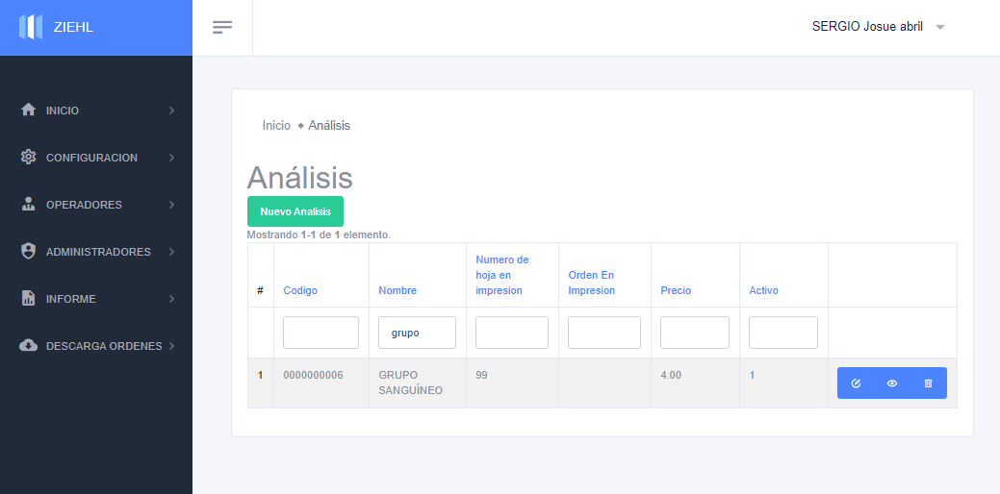 ZIEHL
SERGIO Josue abril
INICIO
CONFIGURACION
OPERADORES
ADMINISTRADORES
INFORME
DESCARGA ORDENES
Inicio ◆ Análisis
Análisis
Nuevo Analisis
Mostrando 1-1 de 1 elemento.
# Codigo Nombre Numero de hoja en impresion Orden En Impresion Precio Activo
grupo
1 0000000006 GRUPO SANGUÍNEO 99 4.00 1